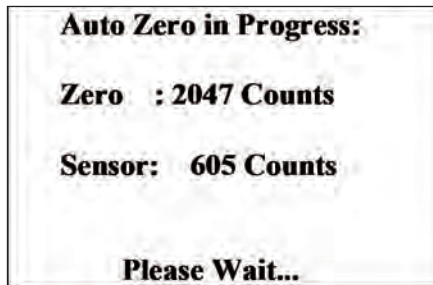 Auto Zero in Progress:
Zero : 2047 Counts
Sensor: 605 Counts
Please Wait...